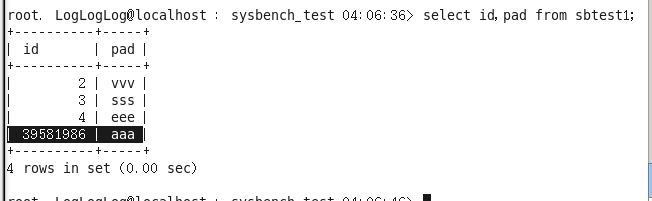 root. LogLogLog@localhost : sysbench_test 04:06:36> select id,pad from sbtest1;
+----------+-----+
| id       | pad |
+----------+-----+
|        2 | vvv |
|        3 | sss |
|        4 | eee |
| 39581986 | aaa |
+----------+-----+
4 rows in set (0.00 sec)
root. LogLogLog@localhost : sysbench_test 04:06:46>